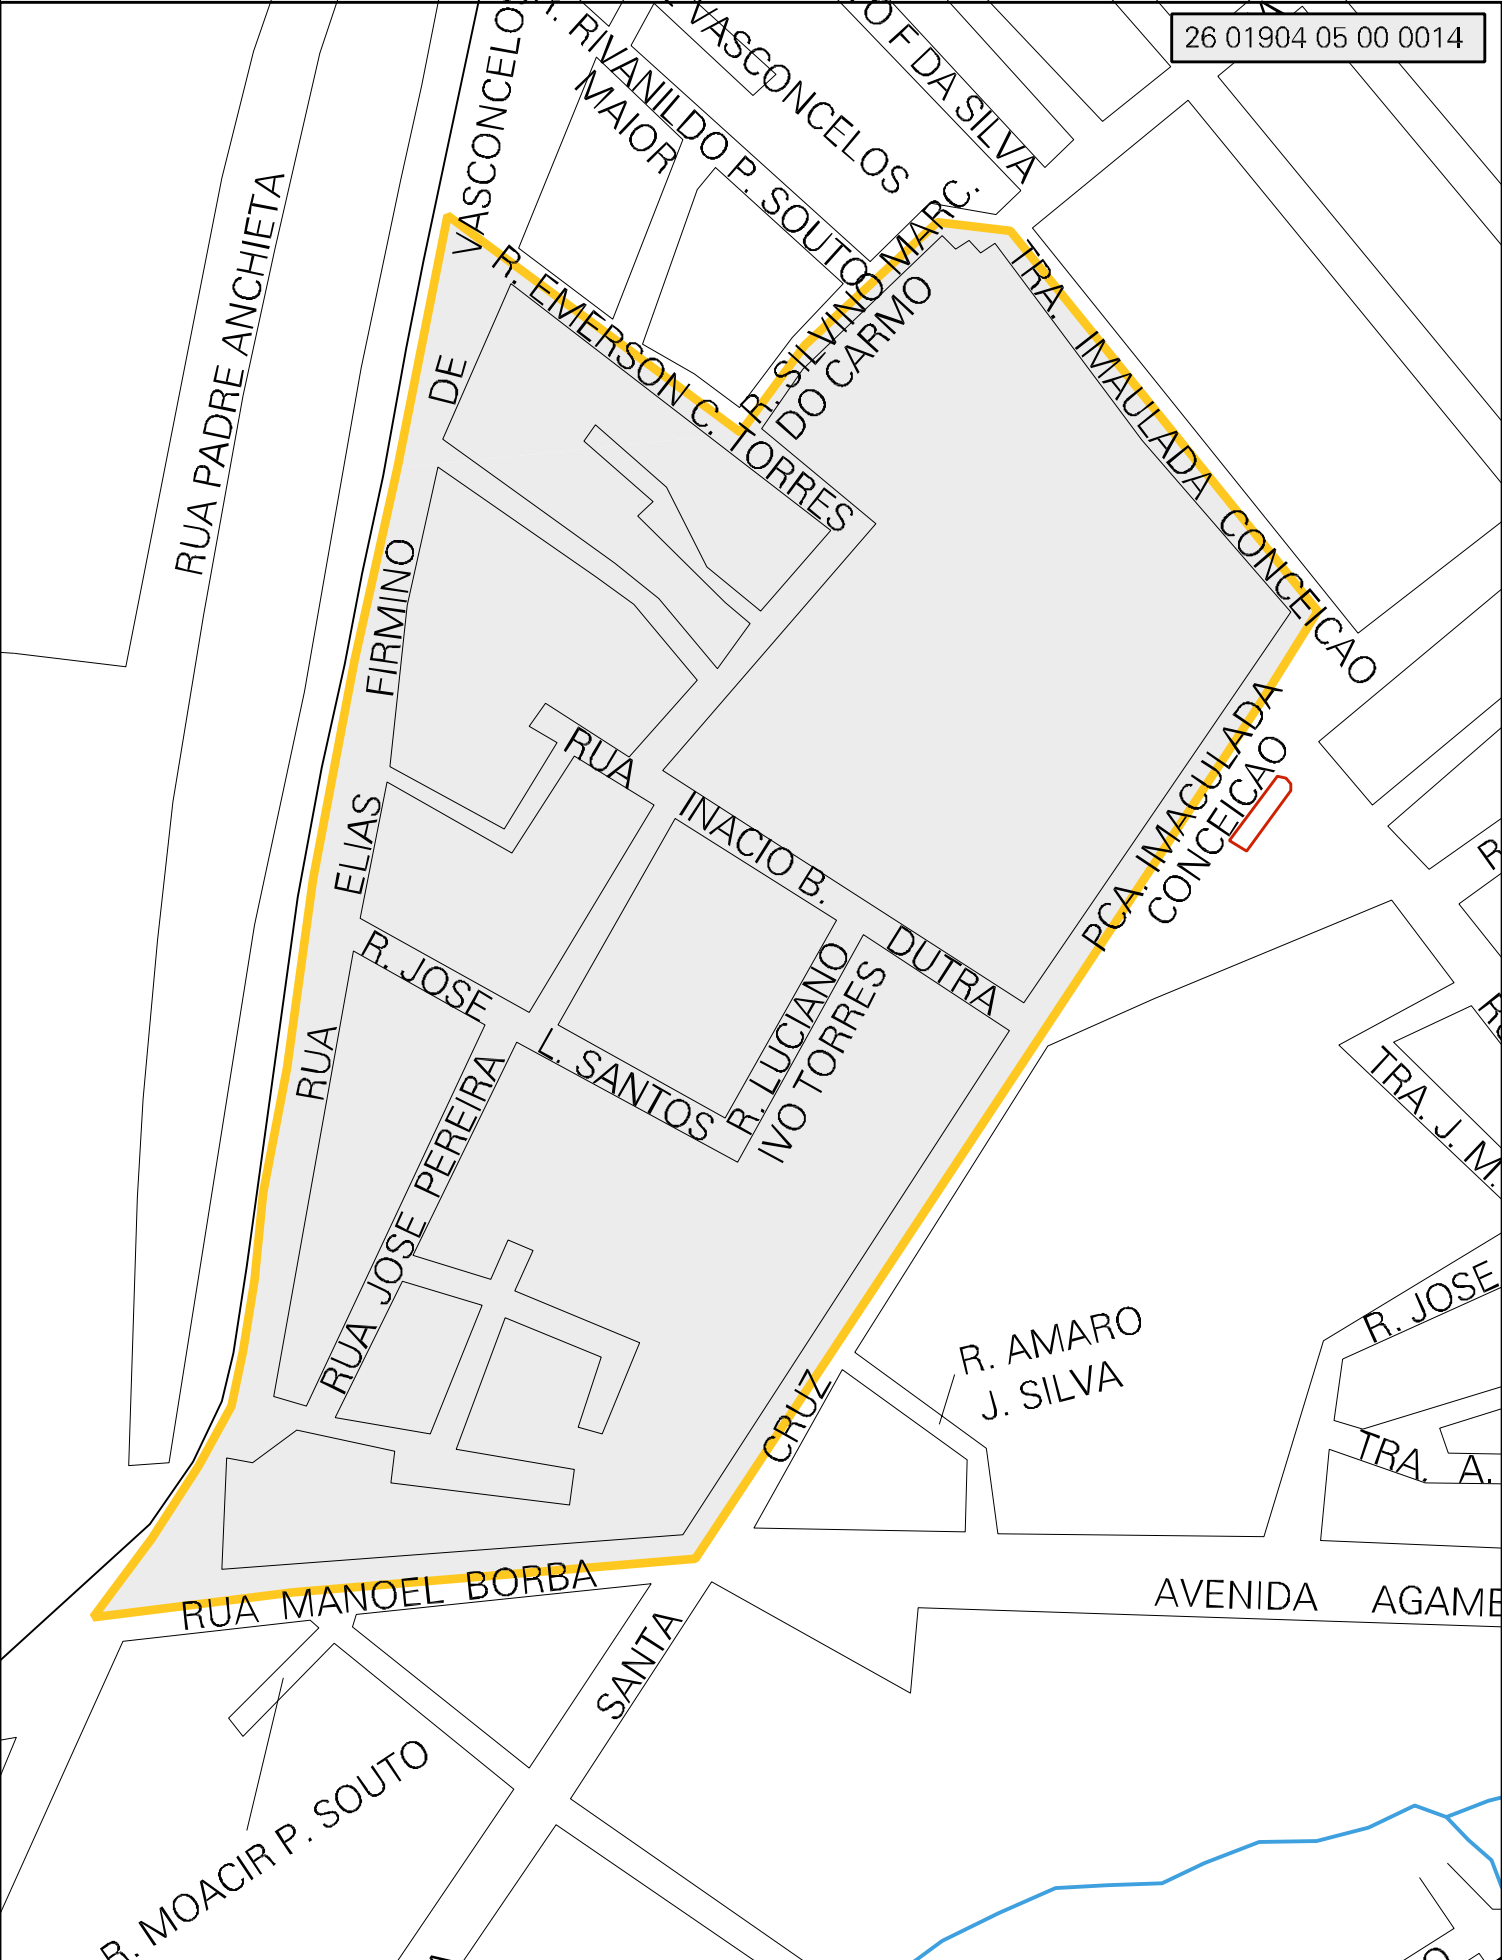 26 01904 05 00 0014
VASCONCELOS
R. RIVANILDO P. SOUTO
MAIOR
VASCONCELOS
O F DA SILVA
RUA PADRE ANCHIETA
R. EMERSON C. TORRES
R. SILVINO MAR C.
DO CARMO
TRA. IMAULADA CONCEICAO
RUA ELIAS FIRMINO DE
PCA. IMACULADA
CONCEICAO
RUA INACIO B. DUTRA
R. JOSE L. SANTOS
R. LUCIANO
IVO TORRES
RUA JOSE PEREIRA
TRA. J. M.
R. JOSE
R. AMARO
J. SILVA
TRA. A.
SANTA CRUZ
RUA MANOEL BORBA
AVENIDA AGAME
R. MOACIR P. SOUTO